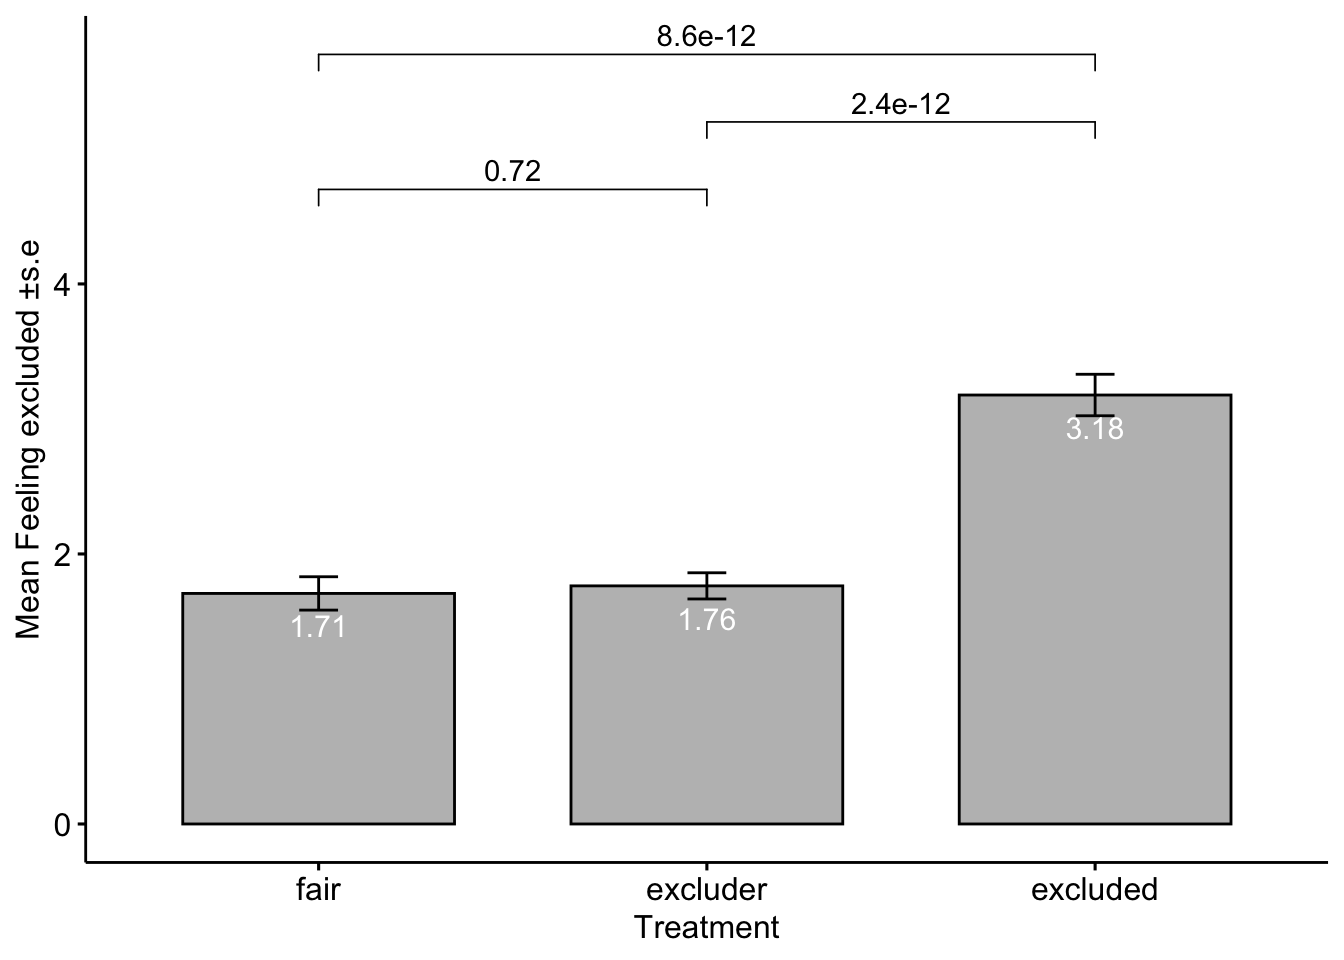 8.6e-12
2.4e-12
0.72
Mean Feeling excluded ±s.e
4
2
0
1.71
1.76
3.18
fair
excluder
excluded
Treatment